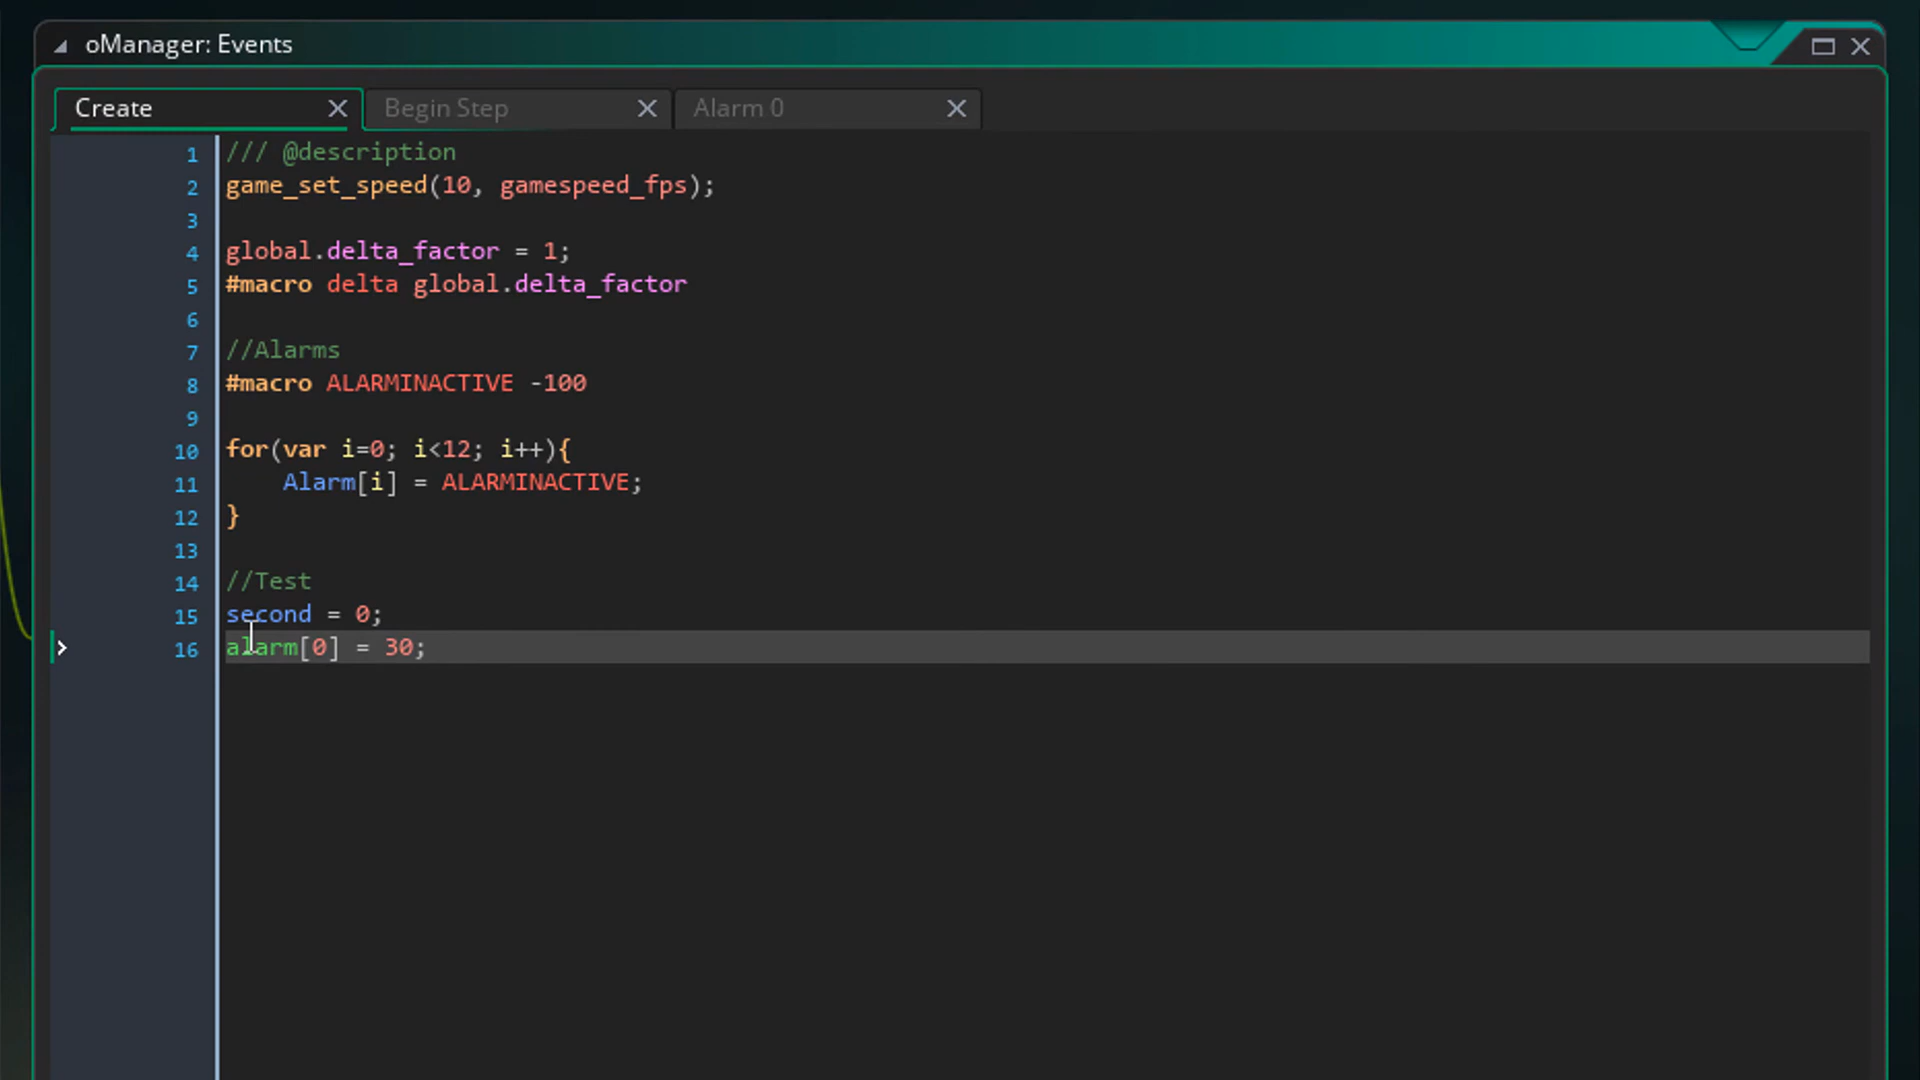 oManager: Events
Create Begin Step Alarm 0
1 /// @description
2 game_set_speed(10, gamespeed_fps);
3
4 global.delta_factor = 1;
5 #macro delta global.delta_factor
6
7 //Alarms
8 #macro ALARMINACTIVE -100
9
10 for(var i=0; i<12; i++){
11     Alarm[i] = ALARMINACTIVE;
12 }
13
14 //Test
15 second = 0;
16 alarm[0] = 30;